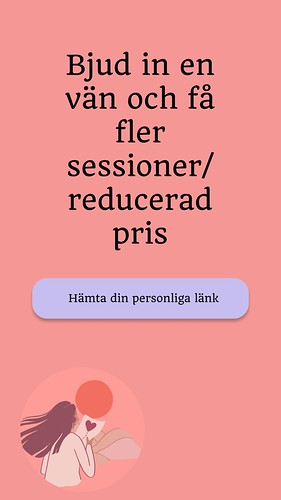 Bjud in en
vän och få
fler
sessioner/
reducerad
pris
Hämta din personliga länk